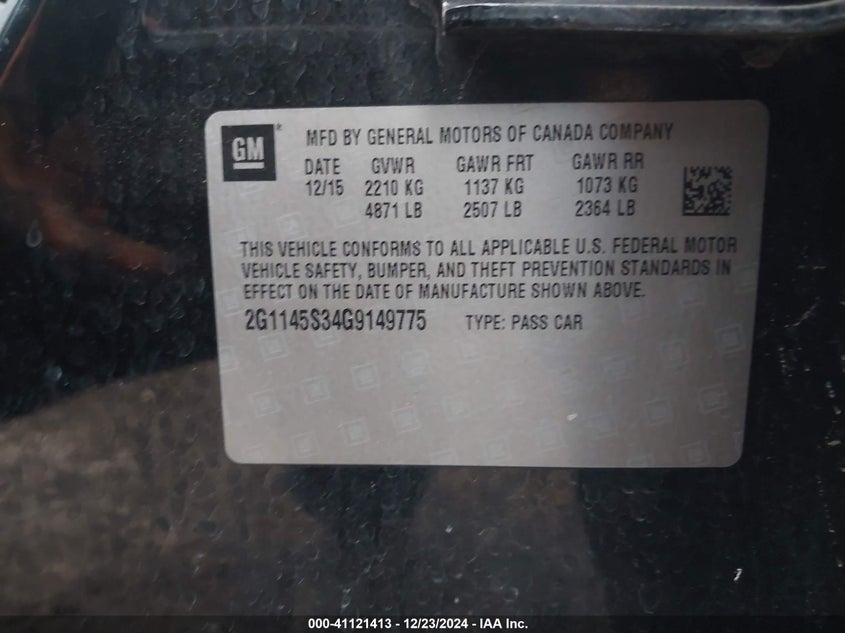 GM
MFD BY GENERAL MOTORS OF CANADA COMPANY
DATE GVWR GAWR FRT GAWR RR
12/15 2210 KG 1137 KG 1073 KG
4871 LB 2507 LB 2364 LB
THIS VEHICLE CONFORMS TO ALL APPLICABLE U.S. FEDERAL MOTOR
VEHICLE SAFETY, BUMPER, AND THEFT PREVENTION STANDARDS IN
EFFECT ON THE DATE OF MANUFACTURE SHOWN ABOVE.
2G1145S34G9149775 TYPE: PASS CAR
000-41121413 - 12/23/2024 - IAA Inc.